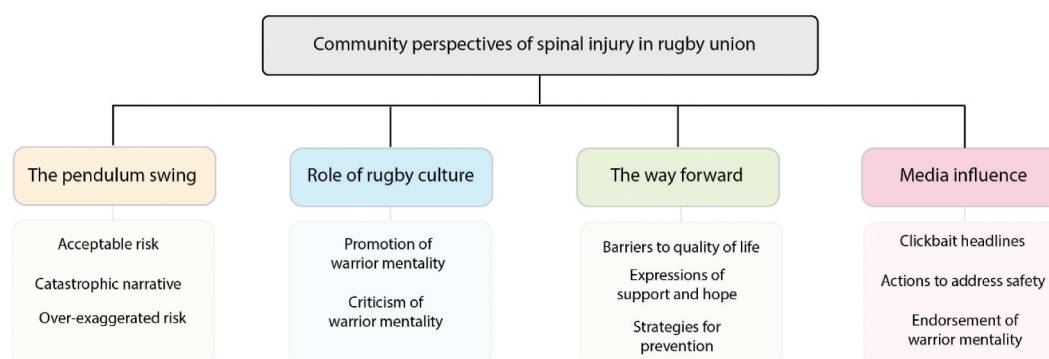 Community perspectives of spinal injury in rugby union
The pendulum swing
Acceptable risk
Catastrophic narrative
Over-exaggerated risk
Role of rugby culture
Promotion of
warrior mentality
Criticism of
warrior mentality
The way forward
Barriers to quality of life
Expressions of
support and hope
Strategies for
prevention
Media influence
Clickbait headlines
Actions to address safety
Endorsement of
warrior mentality